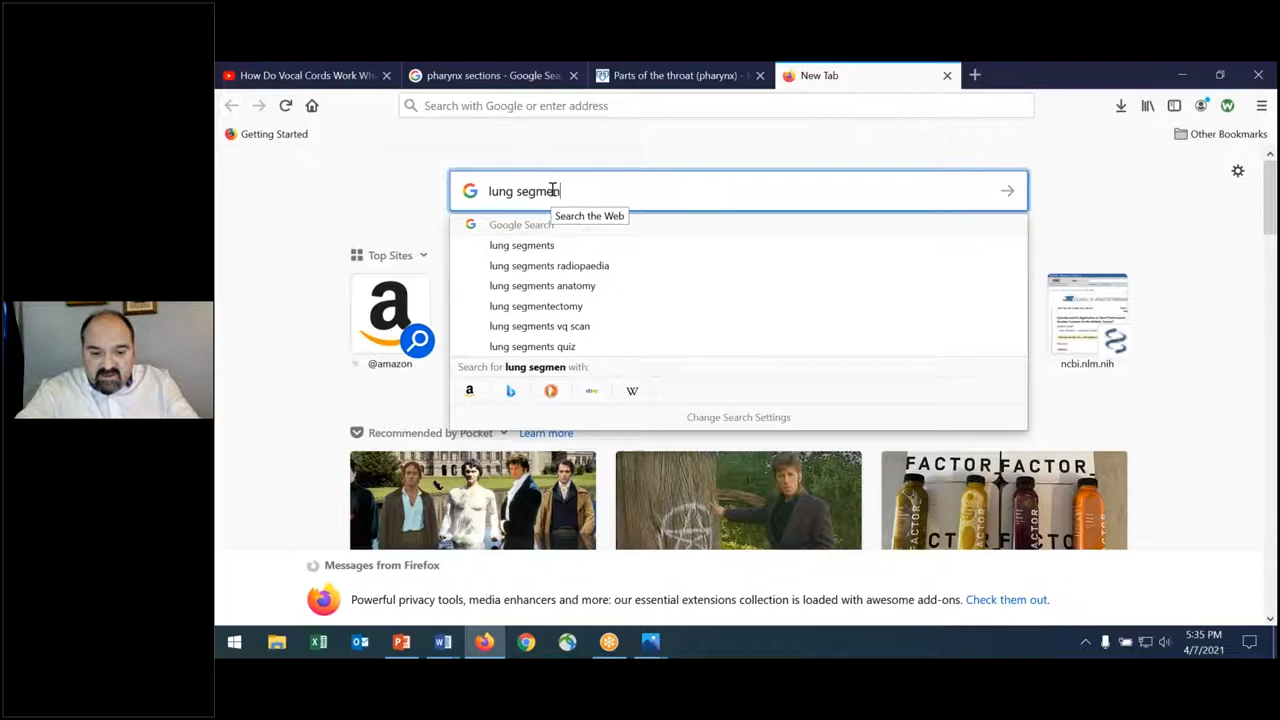 How Do Vocal Cords Work Wh
pharynx sections - Google Sea
Parts of the throat (pharynx) -
New Tab
Search with Google or enter address
Getting Started
Other Bookmarks
lung segmen
Search the Web
Google Search
lung segments
lung segments radiopaedia
lung segments anatomy
lung segmentectomy
lung segments vq scan
lung segments quiz
Search for lung segmen with:
Change Search Settings
Top Sites
@amazon
ncbi.nlm.nih
Recommended by Pocket
Learn more
FACTOR_FACTOR_
Messages from Firefox
Powerful privacy tools, media enhancers and more: our essential extensions collection is loaded with awesome add-ons. Check them out.
5:35 PM
4/7/2021